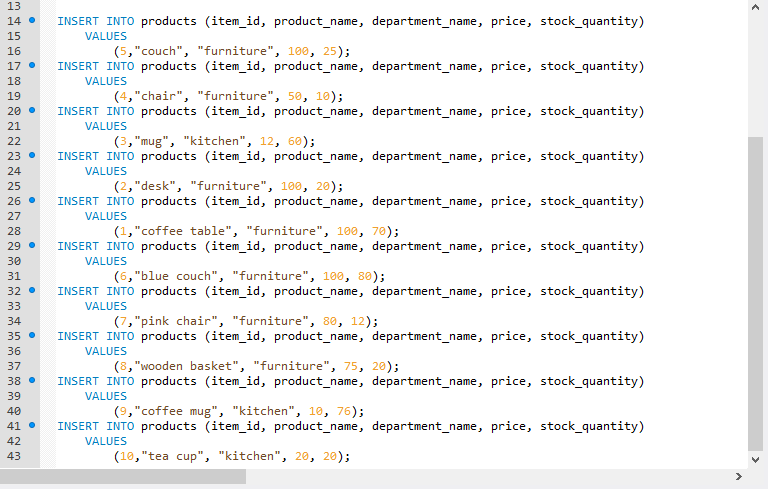 13
14 INSERT INTO products (item_id, product_name, department_name, price, stock_quantity)
15 VALUES
16 (5,"couch", "furniture", 100, 25);
17 INSERT INTO products (item_id, product_name, department_name, price, stock_quantity)
18 VALUES
19 (4,"chair", "furniture", 50, 10);
20 INSERT INTO products (item_id, product_name, department_name, price, stock_quantity)
21 VALUES
22 (3,"mug", "kitchen", 12, 60);
23 INSERT INTO products (item_id, product_name, department_name, price, stock_quantity)
24 VALUES
25 (2,"desk", "furniture", 100, 20);
26 INSERT INTO products (item_id, product_name, department_name, price, stock_quantity)
27 VALUES
28 (1,"coffee table", "furniture", 100, 70);
29 INSERT INTO products (item_id, product_name, department_name, price, stock_quantity)
30 VALUES
31 (6,"blue couch", "furniture", 100, 80);
32 INSERT INTO products (item_id, product_name, department_name, price, stock_quantity)
33 VALUES
34 (7,"pink chair", "furniture", 80, 12);
35 INSERT INTO products (item_id, product_name, department_name, price, stock_quantity)
36 VALUES
37 (8,"wooden basket", "furniture", 75, 20);
38 INSERT INTO products (item_id, product_name, department_name, price, stock_quantity)
39 VALUES
40 (9,"coffee mug", "kitchen", 10, 76);
41 INSERT INTO products (item_id, product_name, department_name, price, stock_quantity)
42 VALUES
43 (10,"tea cup", "kitchen", 20, 20);